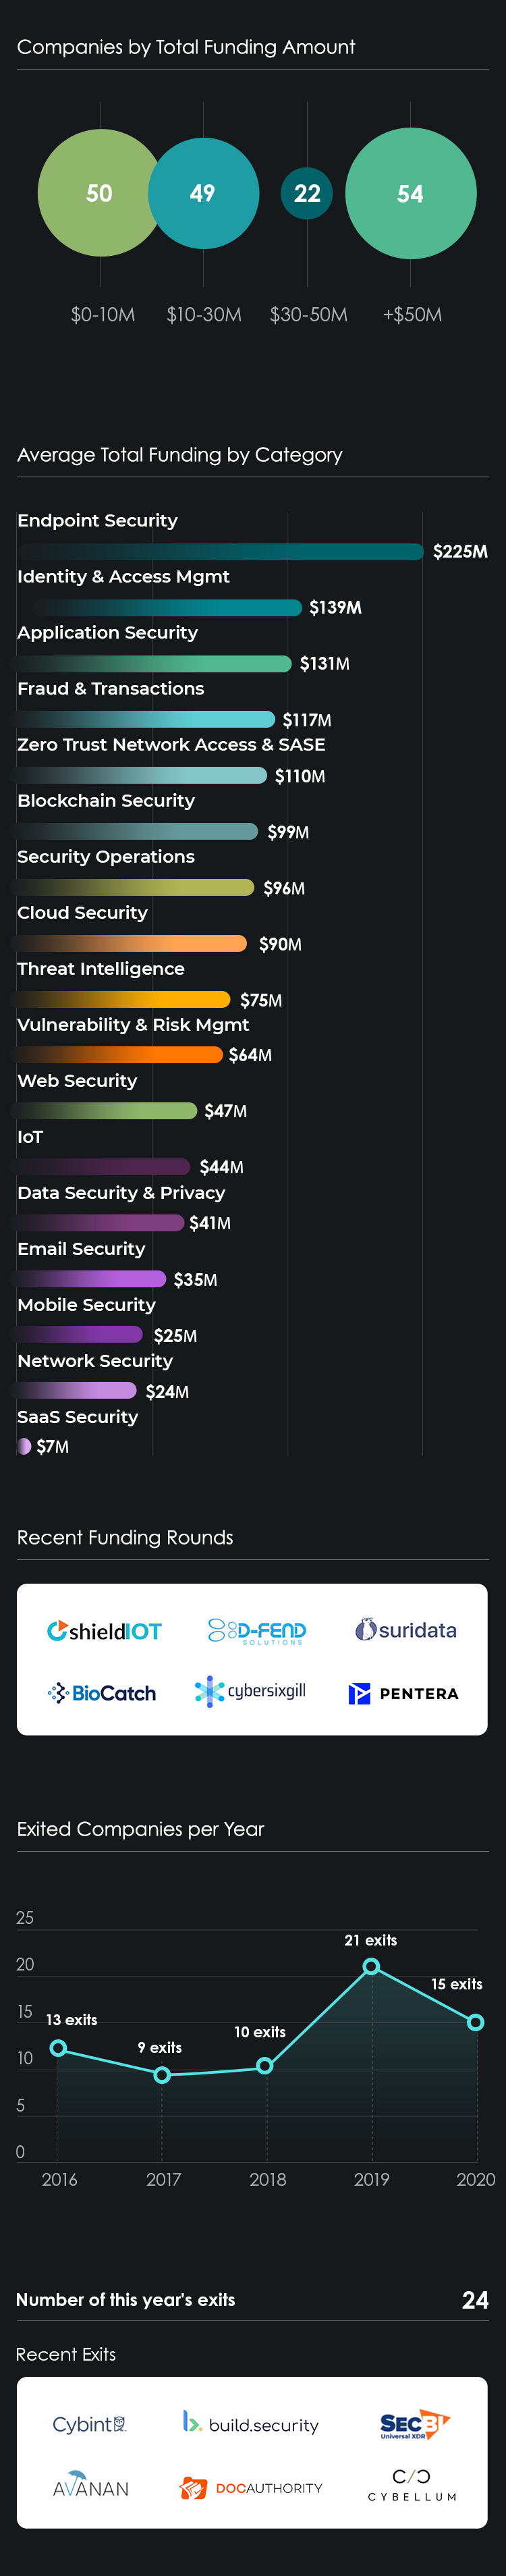 Companies by Total Funding Amount
50 49 22 54
$0-10M $10-30M $30-50M +$50M
Average Total Funding by Category
Endpoint Security
$225M
Identity & Access Mgmt
$139M
Application Security
$131M
Fraud & Transactions
$117M
Zero Trust Network Access & SASE
$110M
Blockchain Security
$99M
Security Operations
$96M
Cloud Security
$90M
Threat Intelligence
$75M
Vulnerability & Risk Mgmt
$64M
Web Security
$47M
IoT
$44M
Data Security & Privacy
$41M
Email Security
$35M
Mobile Security
$25M
Network Security
$24M
SaaS Security
$7M
Recent Funding Rounds
shieldIOT D-FEND SOLUTIONS suridata
BioCatch cybersixgill PENTERA
Exited Companies per Year
25
21 exits
20
15 exits
15
13 exits
10 exits
9 exits
10
5
0
2016 2017 2018 2019 2020
Number of this year's exits 24
Recent Exits
Cybint build.security SECBI Universal XDR
AVANAN DOCAUTHORITY C/Ɔ CYBELLUM